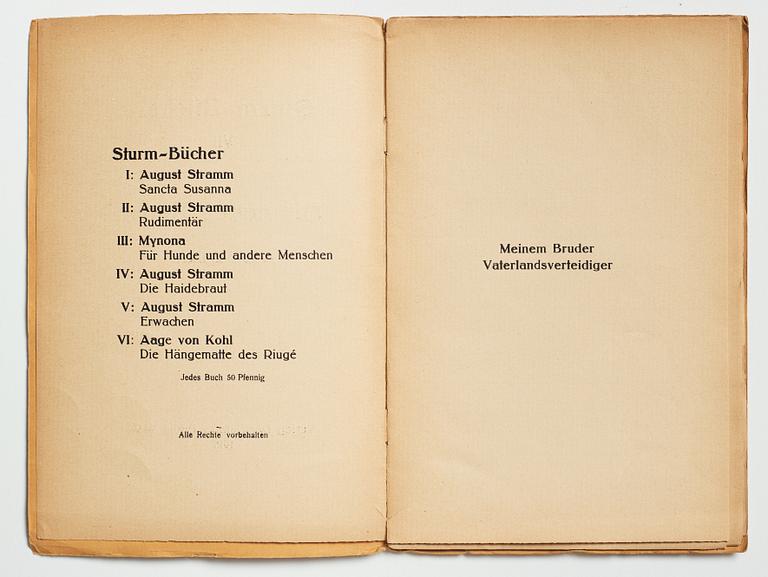 Sturm-Bücher
I: August Stramm
Sancta Susanna
II: August Stramm
Rudimentär
III: Mynona
Für Hunde und andere Menschen
IV: August Stramm
Die Haidebraut
V: August Stramm
Erwachen
VI: Aage von Kohl
Die Hängematte des Riugé
Jedes Buch 50 Pfennig
Alle Rechte vorbehalten
Meinem Bruder
Vaterlandsverteidiger